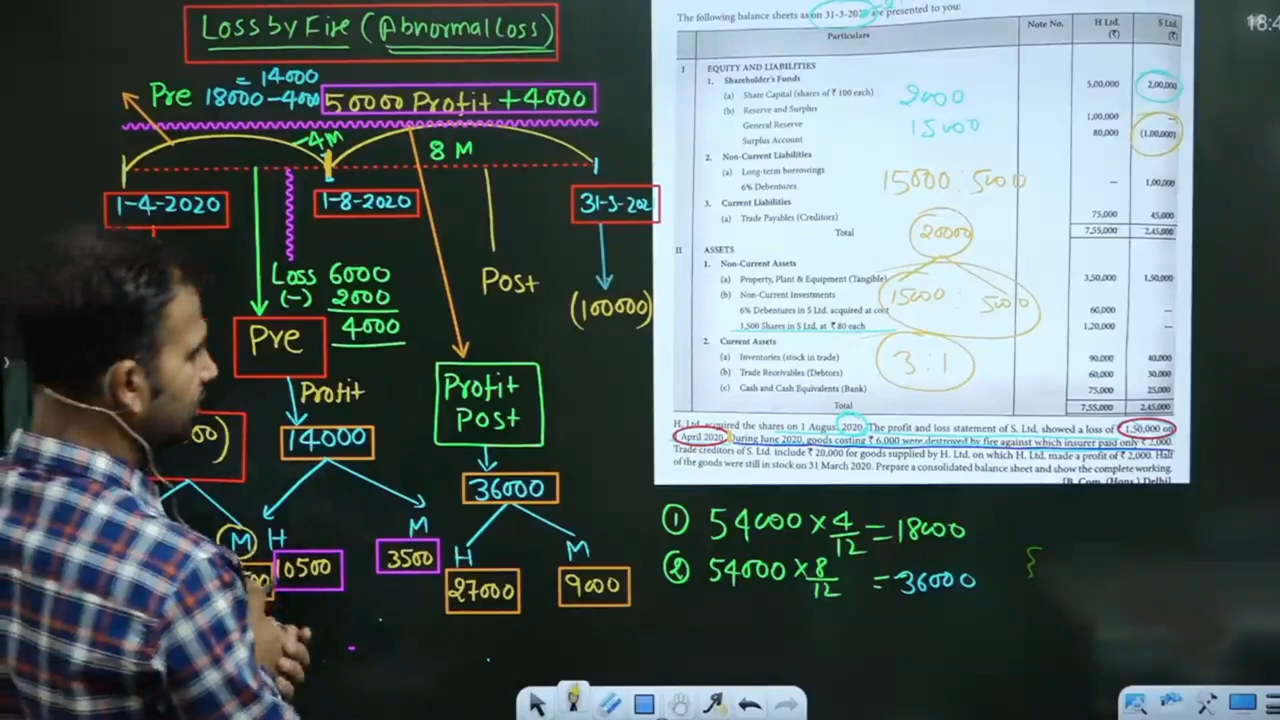 Loss by Fire (Abnormal Loss)
= 14000
Pre 18000-4000
50000 Profit + 4000
4M
8 M
1-4-2020
1-8-2020
31-3-202
Loss 6000
(-) 2000
4000
Post
(100000)
Pre
Profit
14000
Profit
Post
36000
M
H
10500
M
3500
H
27000
M
9000
18:4
The following balance sheets as on 31-3-202 are presented to you:
Particulars Note No. H Ltd. (₹) S Ltd. (₹)
I EQUITY AND LIABILITIES
1. Shareholder's Funds
(a) Share Capital (shares of ₹ 100 each) 5,00,000 2,00,000
(b) Reserve and Surplus
General Reserve 1,00,000 —
Surplus Account 80,000 (1,00,000)
2. Non-Current Liabilities
(a) Long-term borrowings
6% Debentures — 1,00,000
3. Current Liabilities
(a) Trade Payables (Creditors) 75,000 45,000
Total 7,55,000 2,45,000
II ASSETS
1. Non-Current Assets
(a) Property, Plant & Equipment (Tangible) 3,50,000 1,50,000
(b) Non-Current Investments
6% Debentures in S Ltd. acquired at cost 60,000 —
1,500 Shares in S Ltd. at ₹ 80 each 1,20,000 —
2. Current Assets
(a) Inventories (stock in trade) 90,000 40,000
(b) Trade Receivables (Debtors) 60,000 30,000
(c) Cash and Cash Equivalents (Bank) 75,000 25,000
Total 7,55,000 2,45,000
H. Ltd. acquired the shares on 1 August, 2020. The profit and loss statement of S. Ltd. showed a loss of 1,50,000 on
April 2020. During June 2020, goods costing ₹ 6,000 were destroyed by fire against which insurer paid only ₹ 2,000.
Trade creditors of S. Ltd. include ₹ 20,000 for goods supplied by H. Ltd. on which H. Ltd. made a profit of ₹ 2,000. Half
of the goods were still in stock on 31 March 2020. Prepare a consolidated balance sheet and show the complete working.
[B. Com. (Hons.) Delhi]
15000 : 5000
20000
15000 : 5000
3:1
① 54000 × 4/12 = 18000
② 54000 × 8/12 = 36000